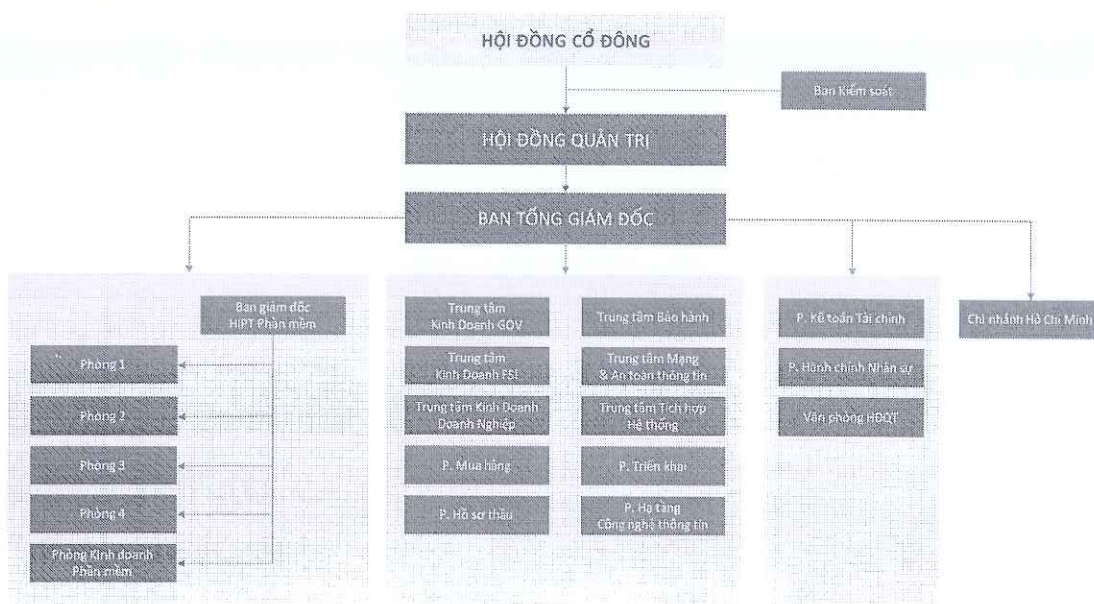 HỘI ĐỒNG CỔ ĐÔNG
Ban Kiểm soát
HỘI ĐỒNG QUẢN TRỊ
BAN TỔNG GIÁM ĐỐC
Ban giám đốc
HIPT Phần mềm
Phòng 1
Phòng 2
Phòng 3
Phòng 4
Phòng Kinh doanh
Phần mềm
Trung tâm
Kinh Doanh GOV
Trung tâm
Kinh Doanh FSI
Trung tâm Kinh Doanh
Doanh Nghiệp
P. Mua hàng
P. Hồ sơ thầu
Trung tâm Bảo hành
Trung tâm Mạng
& An toàn thông tin
Trung tâm Tích hợp
Hệ thống
P. Triển khai
P. Hạ tầng
Công nghệ thông tin
P. Kế toán Tài chính
P. Hành chính Nhân sự
Văn phòng HĐQT
Chi nhánh Hồ Chí Minh